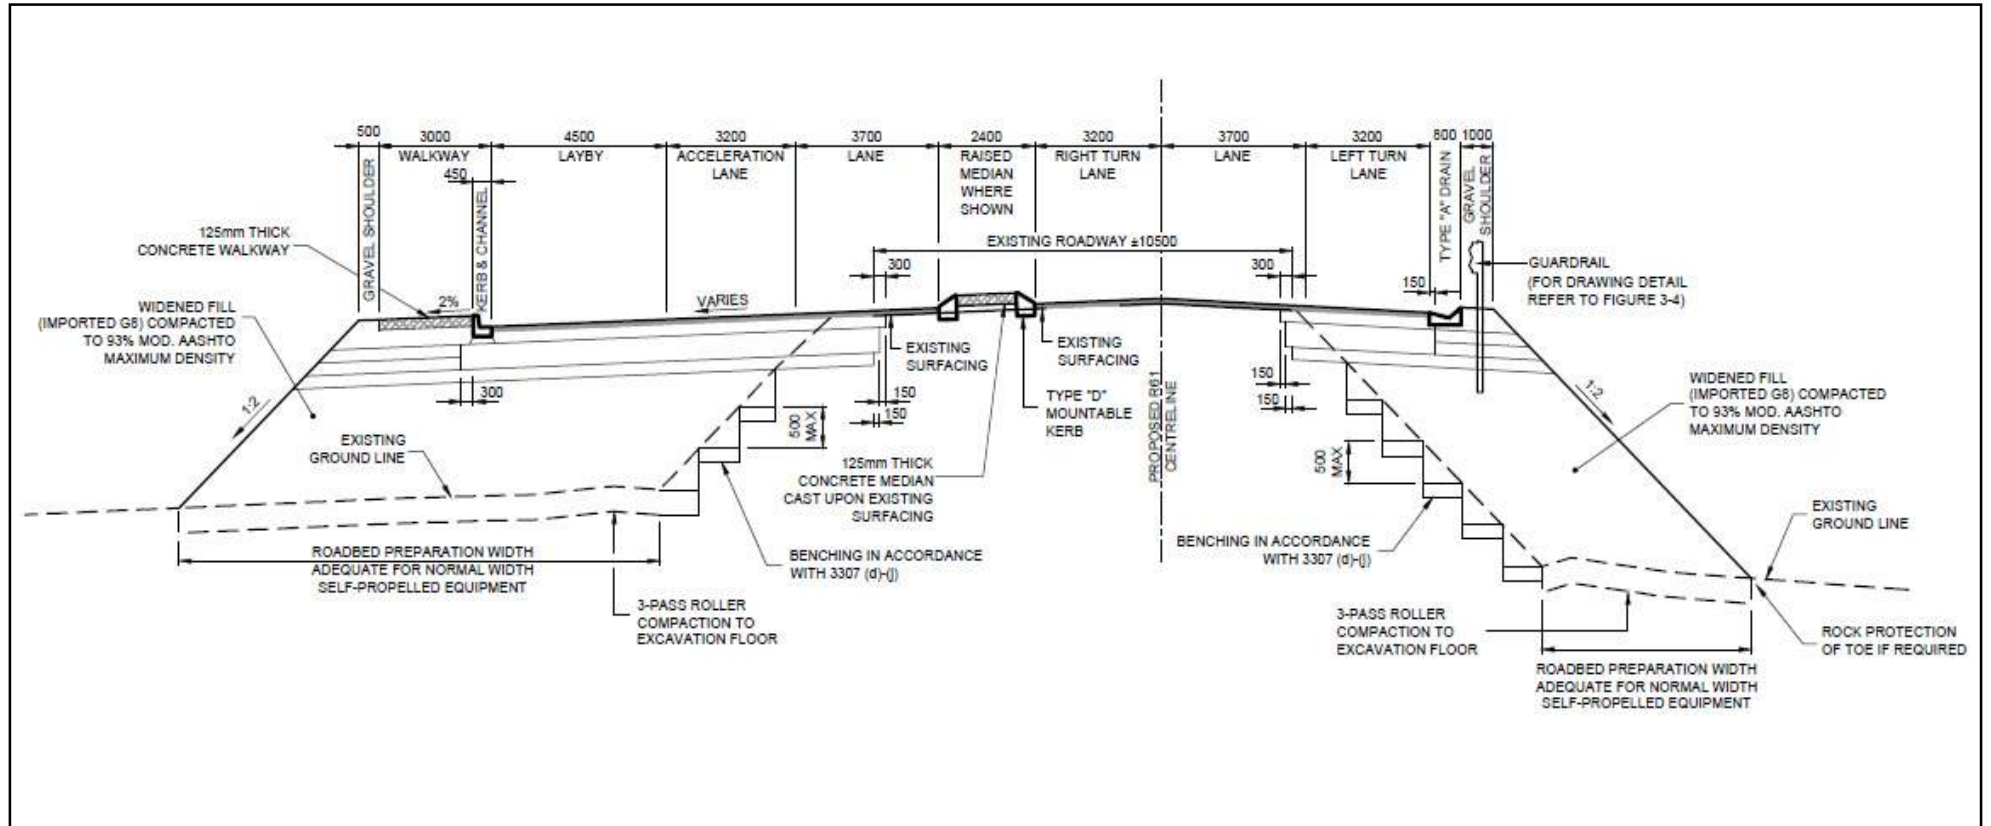 500
3000
4500
3200
3700
2400
3200
3700
3200
800
1000
GRAVEL SHOULDER
WALKWAY
450
KERB & CHANNEL
LAYBY
ACCELERATION
LANE
LANE
RAISED
MEDIAN
WHERE
SHOWN
RIGHT TURN
LANE
LANE
LEFT TURN
LANE
TYPE "A" DRAIN
GRAVEL
SHOULDER
125mm THICK
CONCRETE WALKWAY
EXISTING ROADWAY ±10500
300
300
150
GUARDRAIL
(FOR DRAWING DETAIL
REFER TO FIGURE 3-4)
2%
VARIES
WIDENED FILL
(IMPORTED G8) COMPACTED
TO 93% MOD. AASHTO
MAXIMUM DENSITY
1:2
300
EXISTING
GROUND LINE
500
MAX
150
150
EXISTING
SURFACING
EXISTING
SURFACING
TYPE "D"
MOUNTABLE
KERB
PROPOSED R61
CENTRELINE
150
150
500
MAX
1:2
WIDENED FILL
(IMPORTED G8) COMPACTED
TO 93% MOD. AASHTO
MAXIMUM DENSITY
125mm THICK
CONCRETE MEDIAN
CAST UPON EXISTING
SURFACING
EXISTING
GROUND LINE
ROADBED PREPARATION WIDTH
ADEQUATE FOR NORMAL WIDTH
SELF-PROPELLED EQUIPMENT
BENCHING IN ACCORDANCE
WITH 3307 (d)-(j)
BENCHING IN ACCORDANCE
WITH 3307 (d)-(j)
3-PASS ROLLER
COMPACTION TO
EXCAVATION FLOOR
3-PASS ROLLER
COMPACTION TO
EXCAVATION FLOOR
ROCK PROTECTION
OF TOE IF REQUIRED
ROADBED PREPARATION WIDTH
ADEQUATE FOR NORMAL WIDTH
SELF-PROPELLED EQUIPMENT